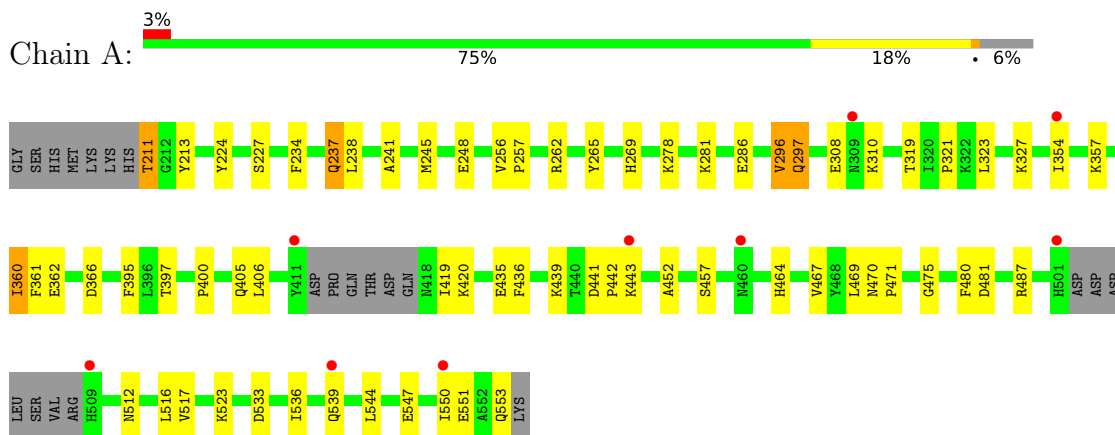 3%
Chain A:
75% 18% • 6%
GLY SER HIS MET LYS LYS HIS T211 G212 Y213 Y224 S227 F234 Q237 L238 A241 M245 E248 V256 P257 R262 Y265 H269 K278 K281 E286 V296 Q297 E308 N309 K310 T319 I320 P321 K322 L323 K327 I354 K357
I360 F361 E362 D366 F395 L396 T397 P400 Q405 L406 Y411 ASP PRO GLN THR ASP GLN N418 I419 K420 E435 F436 K439 T440 D441 P442 K443 A452 S457 N460 H464 V467 Y468 L469 N470 P471 G475 F480 D481 R487 H501 ASP ASP ASP
LEU SER VAL ARG H509 N512 L516 V517 K523 D533 I536 Q539 L544 E547 I550 E551 A552 Q553 LYS